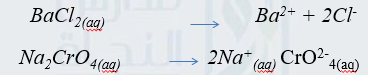 BaCl₂₍aq₎ → Ba²⁺ + 2Cl⁻
Na₂CrO₄₍aq₎ → 2Na⁺ ₍aq₎ CrO²⁻₄₍aq₎